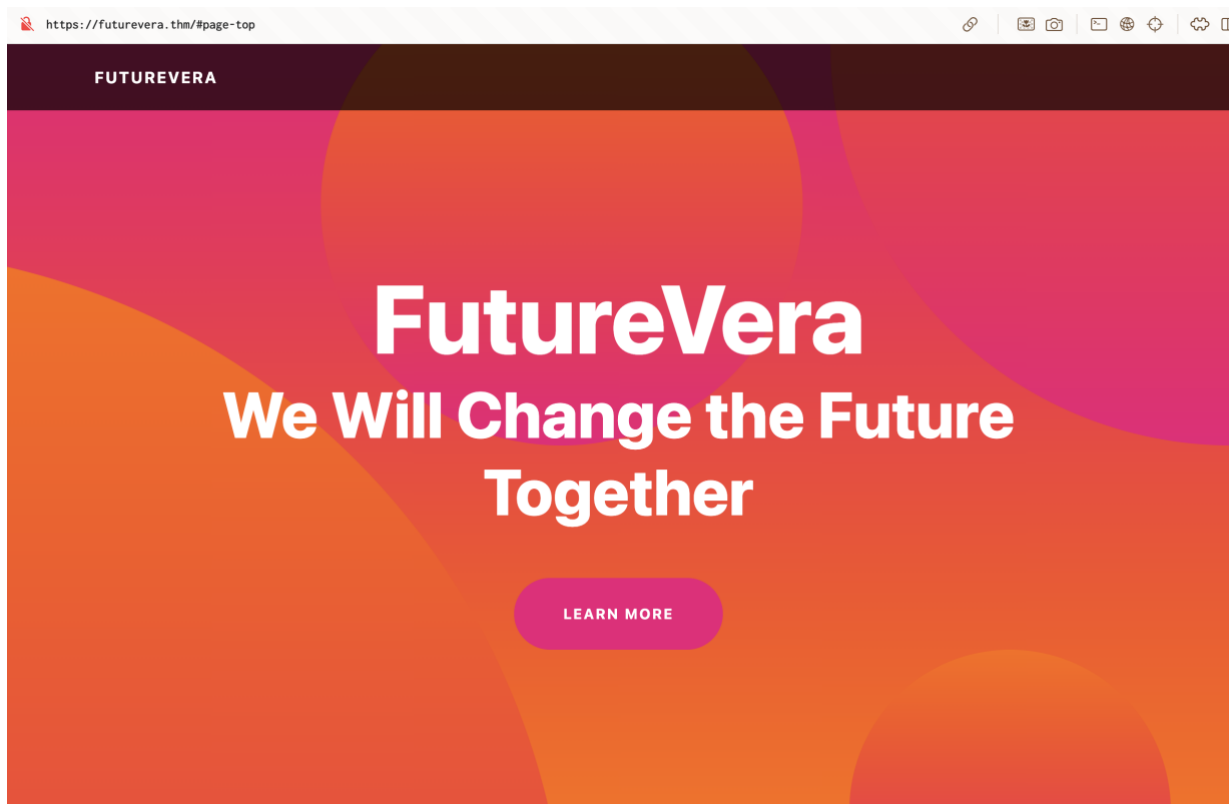 https://futurevera.thm/#page-top
FUTUREVERA
FutureVera
We Will Change the Future
Together
LEARN MORE